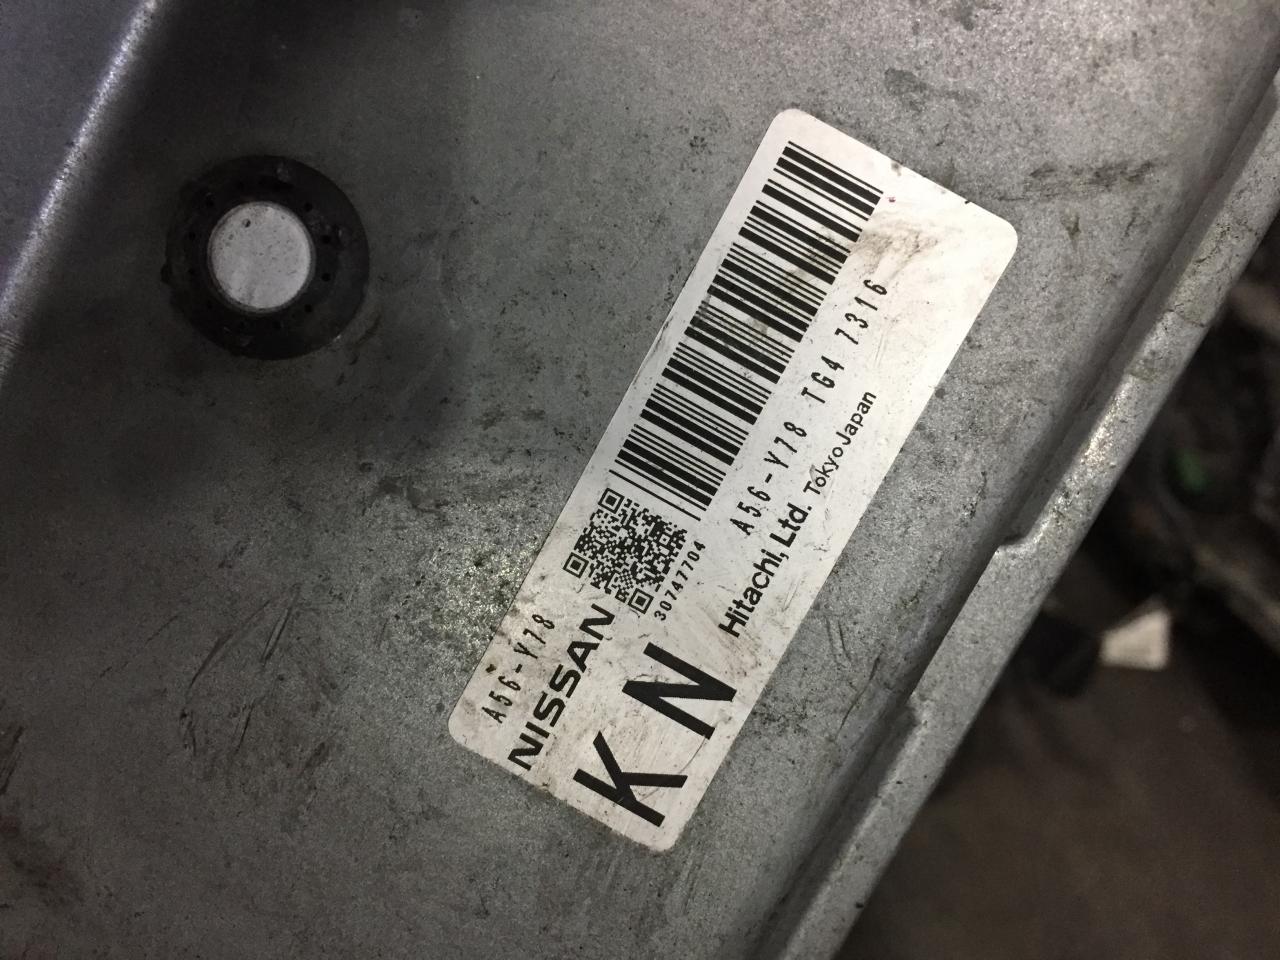 A56-Y78 TG4 7316
Hitachi, Ltd. Tokyo Japan
30747704
A56-Y78
NISSAN
KN